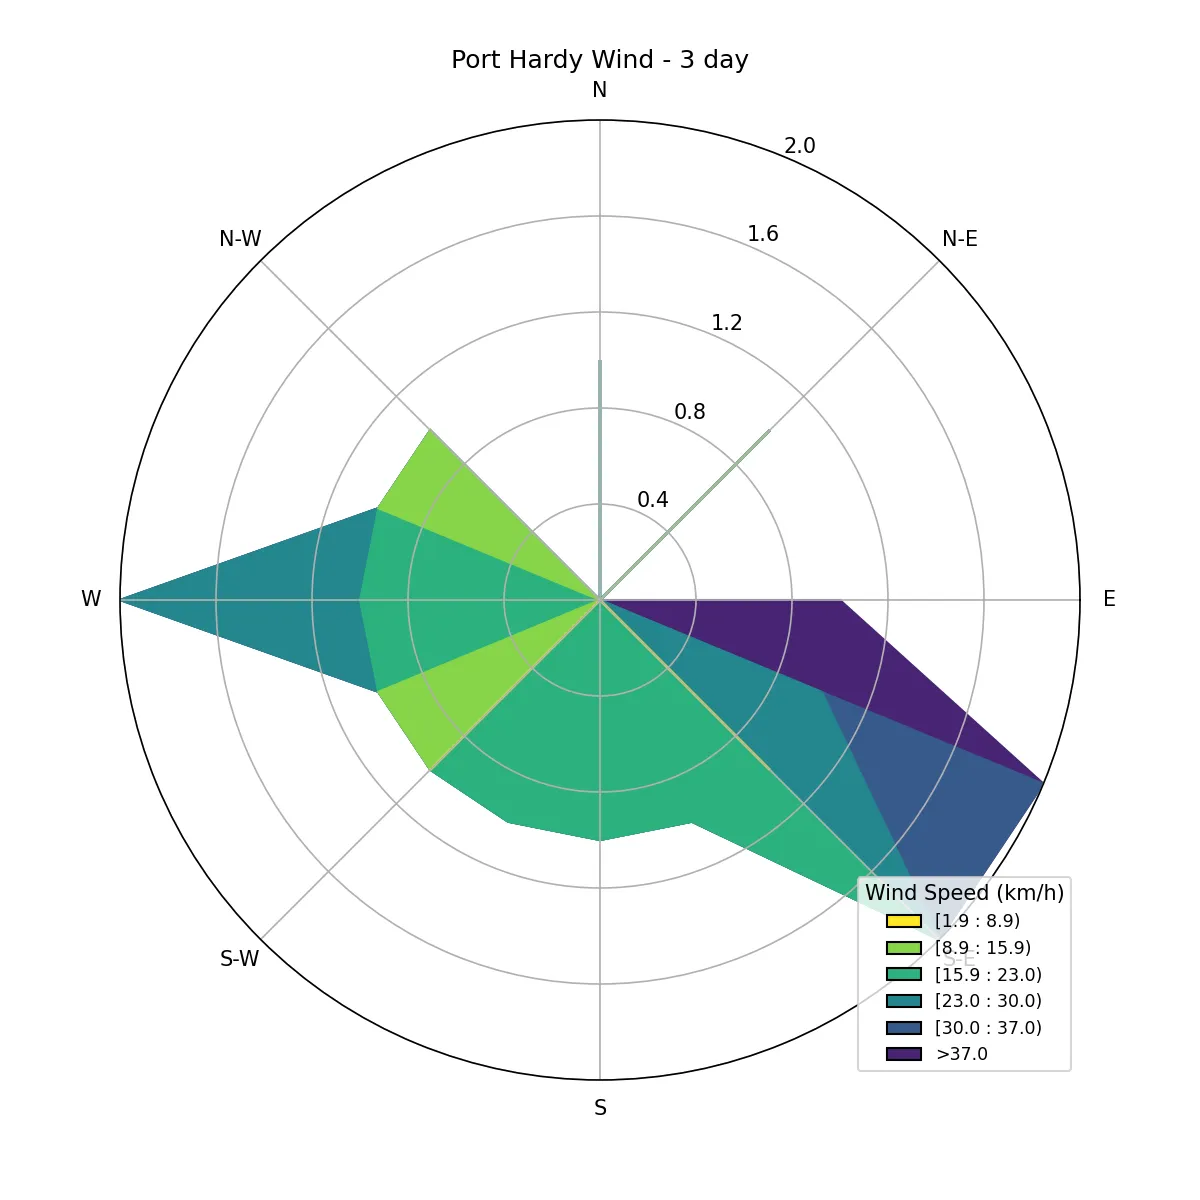 Port Hardy Wind - 3 day
N
2.0
N-W
N-E
1.6
1.2
0.8
0.4
W
E
Wind Speed (km/h)
[1.9 : 8.9)
[8.9 : 15.9)
[15.9 : 23.0)
[23.0 : 30.0)
[30.0 : 37.0)
>37.0
S-W
S-E
S